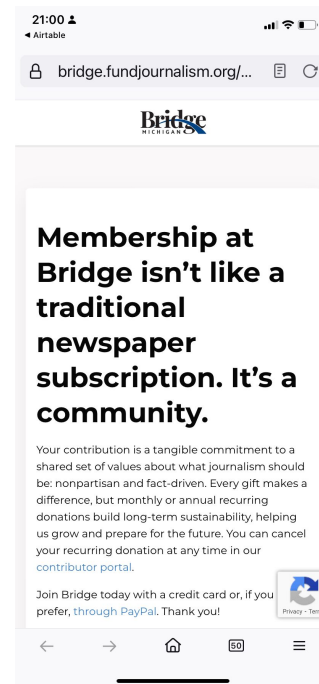 21:00
◄ Airtable
bridge.fundjournalism.org/...
Bridge
MICHIGAN
Membership at
Bridge isn't like a
traditional
newspaper
subscription. It's a
community.
Your contribution is a tangible commitment to a
shared set of values about what journalism should
be: nonpartisan and fact-driven. Every gift makes a
difference, but monthly or annual recurring
donations build long-term sustainability, helping
us grow and prepare for the future. You can cancel
your recurring donation at any time in our
contributor portal.
Join Bridge today with a credit card or, if you
prefer, through PayPal. Thank you!
Privacy
50